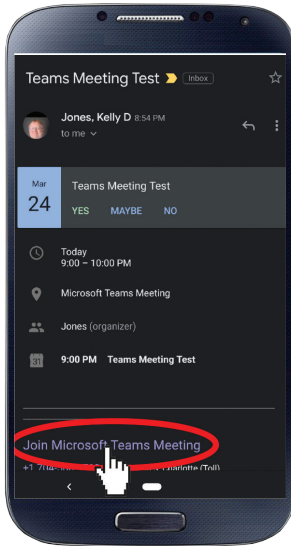 Teams Meeting Test Inbox
Jones, Kelly D 8:54 PM
to me
Mar
24
Teams Meeting Test
YES MAYBE NO
Today
9:00 – 10:00 PM
Microsoft Teams Meeting
Jones (organizer)
31
9:00 PM Teams Meeting Test
Join Microsoft Teams Meeting
+1 704- Charlotte (Toll)